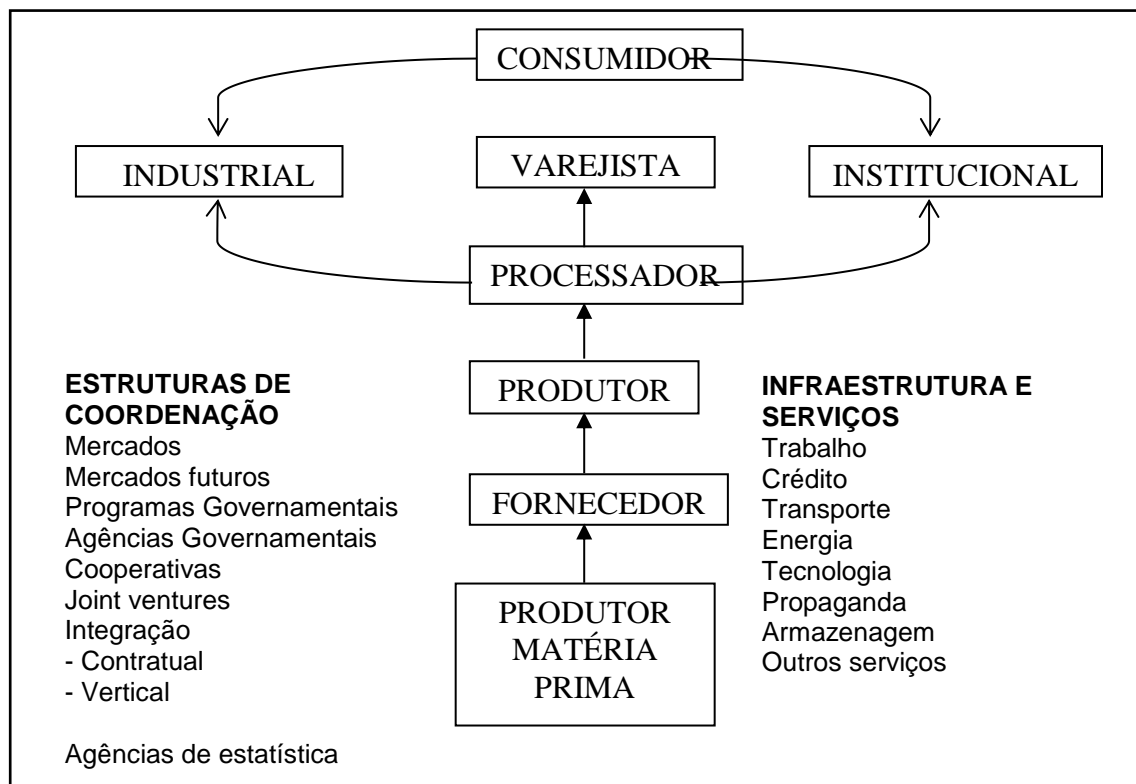 CONSUMIDOR
INDUSTRIAL
VAREJISTA
INSTITUCIONAL
PROCESSADOR
PRODUTOR
FORNECEDOR
PRODUTOR
MATÉRIA
PRIMA
ESTRUTURAS DE
COORDENAÇÃO
Mercados
Mercados futuros
Programas Governamentais
Agências Governamentais
Cooperativas
Joint ventures
Integração
- Contratual
- Vertical
Agências de estatística
INFRAESTRUTURA E
SERVIÇOS
Trabalho
Crédito
Transporte
Energia
Tecnologia
Propaganda
Armazenagem
Outros serviços